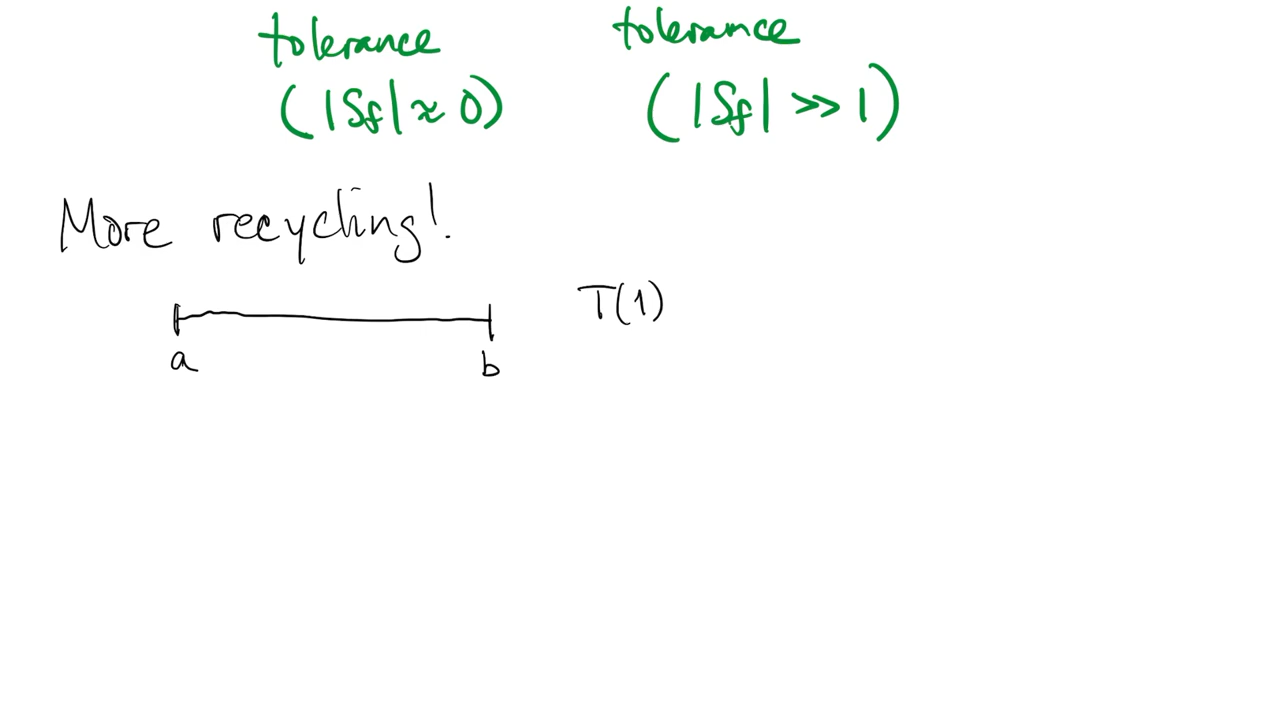 tolerance tolerance
(|Sf| ≈ 0) (|Sf| >> 1)
More recycling!
T(1)
a b